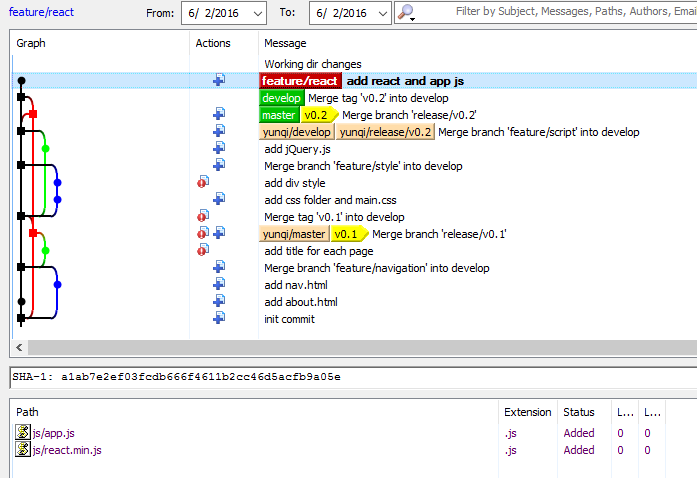 feature/react From: 6/ 2/2016 To: 6/ 2/2016 Filter by Subject, Messages, Paths, Authors, Emai
Graph Actions Message
Working dir changes
feature/react add react and app js
develop Merge tag 'v0.2' into develop
master v0.2 Merge branch 'release/v0.2'
yunqi/develop yunqi/release/v0.2 Merge branch 'feature/script' into develop
add jQuery.js
Merge branch 'feature/style' into develop
add div style
add css folder and main.css
Merge tag 'v0.1' into develop
yunqi/master v0.1 Merge branch 'release/v0.1'
add title for each page
Merge branch 'feature/navigation' into develop
add nav.html
add about.html
init commit
SHA-1: a1ab7e2ef03fcdb666f4611b2cc46d5acfb9a05e
Path Extension Status L... L...
js/app.js .js Added 0 0
js/react.min.js .js Added 0 0